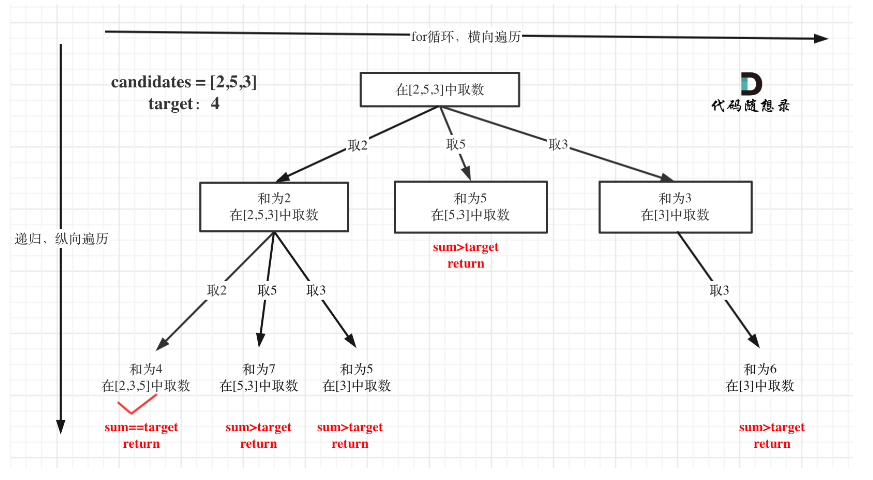 for循环，横向遍历
candidates = [2,5,3]
target：4
代码随想录
在[2,5,3]中取数
取2
取5
取3
和为2
在[2,5,3]中取数
和为5
在[5,3]中取数
和为3
在[3]中取数
递归、纵向遍历
sum>target
return
取2
取5
取3
取3
和为4
在[2,3,5]中取数
和为7
在[5,3]中取数
和为5
在[3]中取数
和为6
在[3]中取数
sum==target
return
sum>target
return
sum>target
return
sum>target
return